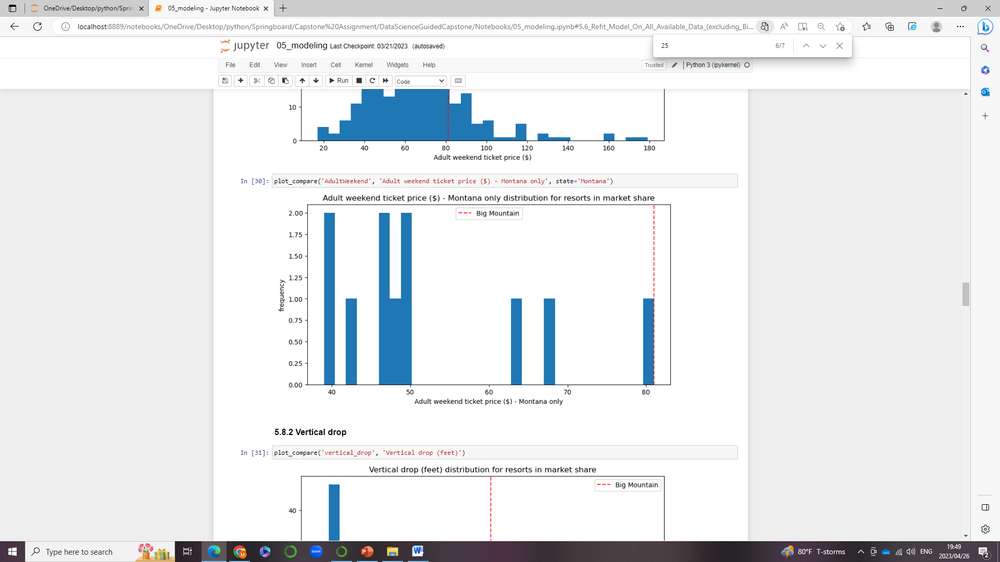 OneDrive/Desktop/python/Sprin
05_modeling - Jupyter Notebook
localhost:8889/notebooks/OneDrive/Desktop/python/Springboard/Capstone%20Assignment/DataScienceGuidedCapstone/Notebooks/05_modeling.ipynb#5.6_Refit_Model_On_All_Available_Data_(excluding_Bi...
25
6/7
jupyter 05_modeling Last Checkpoint: 03/21/2023 (autosaved)
File Edit View Insert Cell Kernel Widgets Help
Trusted
Python 3 (ipykernel)
Run
Code
10
0
20 40 60 80 100 120 140 160 180
Adult weekend ticket price ($)
In [30]: plot_compare('AdultWeekend', 'Adult weekend ticket price ($) - Montana only', state='Montana')
Adult weekend ticket price ($) - Montana only distribution for resorts in market share
Big Mountain
2.00
1.75
1.50
1.25
1.00
0.75
0.50
0.25
0.00
frequency
40 50 60 70 80
Adult weekend ticket price ($) - Montana only
5.8.2 Vertical drop
In [31]: plot_compare('vertical_drop', 'Vertical drop (feet)')
Vertical drop (feet) distribution for resorts in market share
Big Mountain
40
Type here to search
M
zoom
P
W
80°F T-storms
ENG
19:49
2023/04/26
2